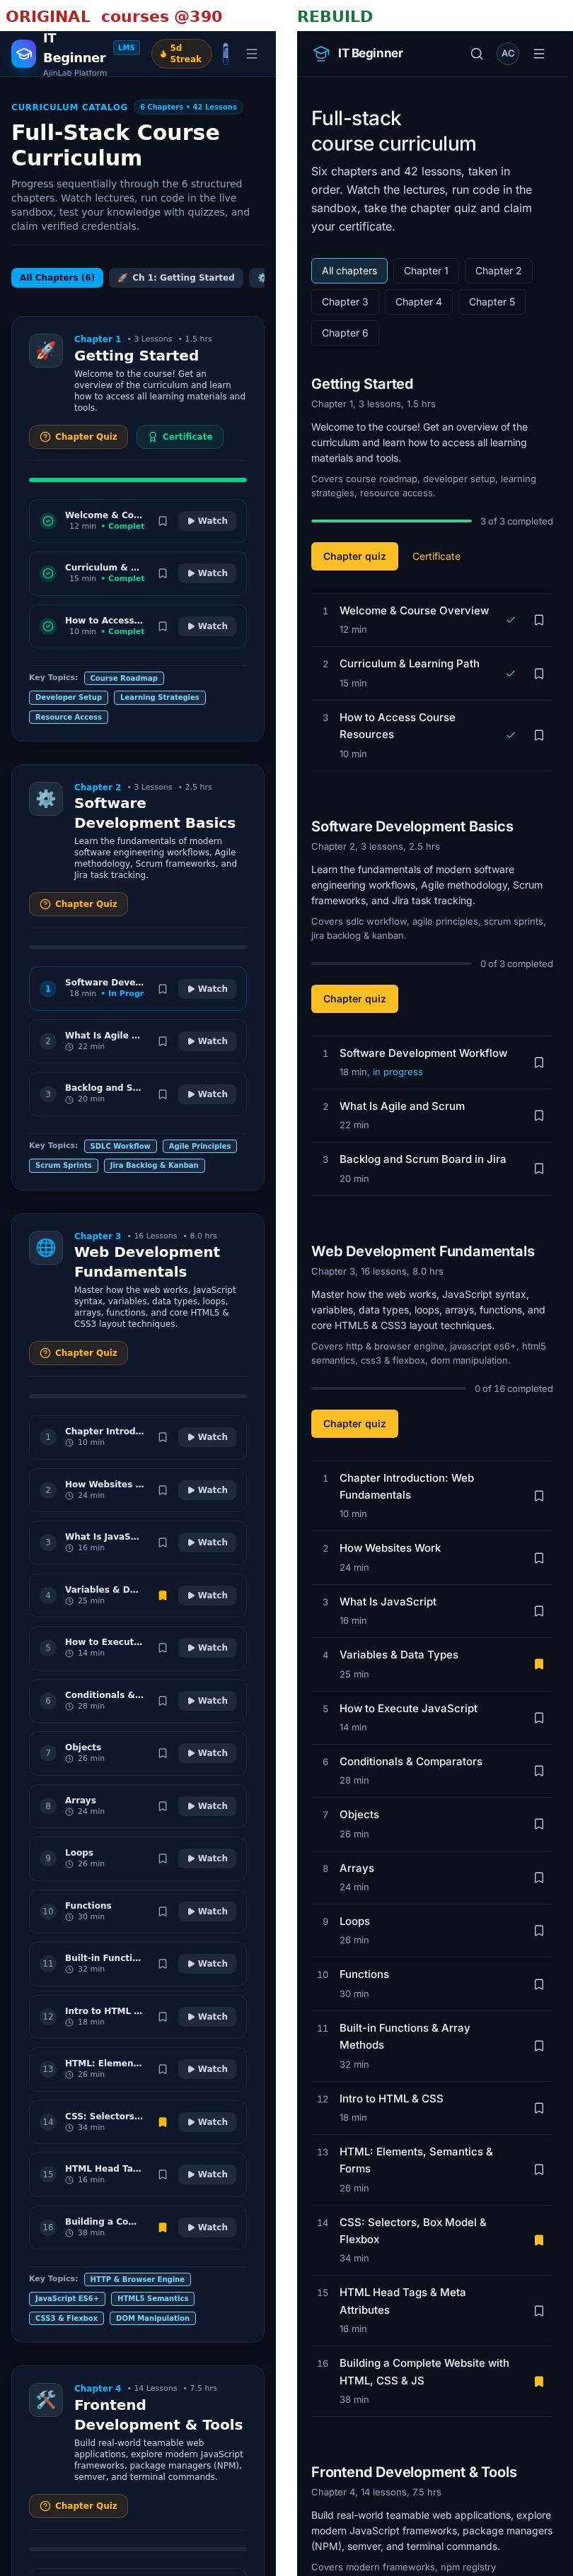 ORIGINAL courses @390
IT
Beginner
AjinLab Platform
LMS
5d
Streak
CURRICULUM CATALOG
6 Chapters • 42 Lessons
Full-Stack Course
Curriculum
Progress sequentially through the 6 structured
chapters. Watch lectures, run code in the live
sandbox, test your knowledge with quizzes, and
claim verified credentials.
All Chapters (6)
🚀 Ch 1: Getting Started
Chapter 1 • 3 Lessons • 1.5 hrs
Getting Started
Welcome to the course! Get an
overview of the curriculum and learn
how to access all learning materials and
tools.
Chapter Quiz
Certificate
Welcome & Co...
12 min • Complet
Watch
Curriculum & ...
15 min • Complet
Watch
How to Access...
10 min • Complet
Watch
Key Topics: Course Roadmap
Developer Setup Learning Strategies
Resource Access
Chapter 2 • 3 Lessons • 2.5 hrs
Software
Development Basics
Learn the fundamentals of modern
software engineering workflows, Agile
methodology, Scrum frameworks, and
Jira task tracking.
Chapter Quiz
1 Software Deve...
18 min • In Progr
Watch
2 What Is Agile ...
22 min
Watch
3 Backlog and S...
20 min
Watch
Key Topics: SDLC Workflow Agile Principles
Scrum Sprints Jira Backlog & Kanban
Chapter 3 • 16 Lessons • 8.0 hrs
Web Development
Fundamentals
Master how the web works, JavaScript
syntax, variables, data types, loops,
arrays, functions, and core HTML5 &
CSS3 layout techniques.
Chapter Quiz
1 Chapter Introd...
10 min
Watch
2 How Websites ...
24 min
Watch
3 What Is JavaS...
16 min
Watch
4 Variables & D...
25 min
Watch
5 How to Execut...
14 min
Watch
6 Conditionals &...
28 min
Watch
7 Objects
26 min
Watch
8 Arrays
24 min
Watch
9 Loops
26 min
Watch
10 Functions
30 min
Watch
11 Built-in Functi...
32 min
Watch
12 Intro to HTML ...
18 min
Watch
13 HTML: Elemen...
26 min
Watch
14 CSS: Selectors...
34 min
Watch
15 HTML Head Ta...
16 min
Watch
16 Building a Co...
38 min
Watch
Key Topics: HTTP & Browser Engine
JavaScript ES6+ HTML5 Semantics
CSS3 & Flexbox DOM Manipulation
Chapter 4 • 14 Lessons • 7.5 hrs
Frontend
Development & Tools
Build real-world teamable web
applications, explore modern JavaScript
frameworks, package managers (NPM),
semver, and terminal commands.
Chapter Quiz
REBUILD
IT Beginner
AC
Full-stack
course curriculum
Six chapters and 42 lessons, taken in
order. Watch the lectures, run code in the
sandbox, take the chapter quiz and claim
your certificate.
All chapters Chapter 1 Chapter 2
Chapter 3 Chapter 4 Chapter 5
Chapter 6
Getting Started
Chapter 1, 3 lessons, 1.5 hrs
Welcome to the course! Get an overview of the
curriculum and learn how to access all learning
materials and tools.
Covers course roadmap, developer setup, learning
strategies, resource access.
3 of 3 completed
Chapter quiz Certificate
1 Welcome & Course Overview
12 min
2 Curriculum & Learning Path
15 min
3 How to Access Course
Resources
10 min
Software Development Basics
Chapter 2, 3 lessons, 2.5 hrs
Learn the fundamentals of modern software
engineering workflows, Agile methodology, Scrum
frameworks, and Jira task tracking.
Covers sdlc workflow, agile principles, scrum sprints,
jira backlog & kanban.
0 of 3 completed
Chapter quiz
1 Software Development Workflow
18 min, in progress
2 What Is Agile and Scrum
22 min
3 Backlog and Scrum Board in Jira
20 min
Web Development Fundamentals
Chapter 3, 16 lessons, 8.0 hrs
Master how the web works, JavaScript syntax,
variables, data types, loops, arrays, functions, and
core HTML5 & CSS3 layout techniques.
Covers http & browser engine, javascript es6+, html5
semantics, css3 & flexbox, dom manipulation.
0 of 16 completed
Chapter quiz
1 Chapter Introduction: Web
Fundamentals
10 min
2 How Websites Work
24 min
3 What Is JavaScript
16 min
4 Variables & Data Types
25 min
5 How to Execute JavaScript
14 min
6 Conditionals & Comparators
28 min
7 Objects
26 min
8 Arrays
24 min
9 Loops
26 min
10 Functions
30 min
11 Built-in Functions & Array
Methods
32 min
12 Intro to HTML & CSS
18 min
13 HTML: Elements, Semantics &
Forms
26 min
14 CSS: Selectors, Box Model &
Flexbox
34 min
15 HTML Head Tags & Meta
Attributes
16 min
16 Building a Complete Website with
HTML, CSS & JS
38 min
Frontend Development & Tools
Chapter 4, 14 lessons, 7.5 hrs
Build real-world teamable web applications, explore
modern JavaScript frameworks, package managers
(NPM), semver, and terminal commands.
Covers modern frameworks, npm registry